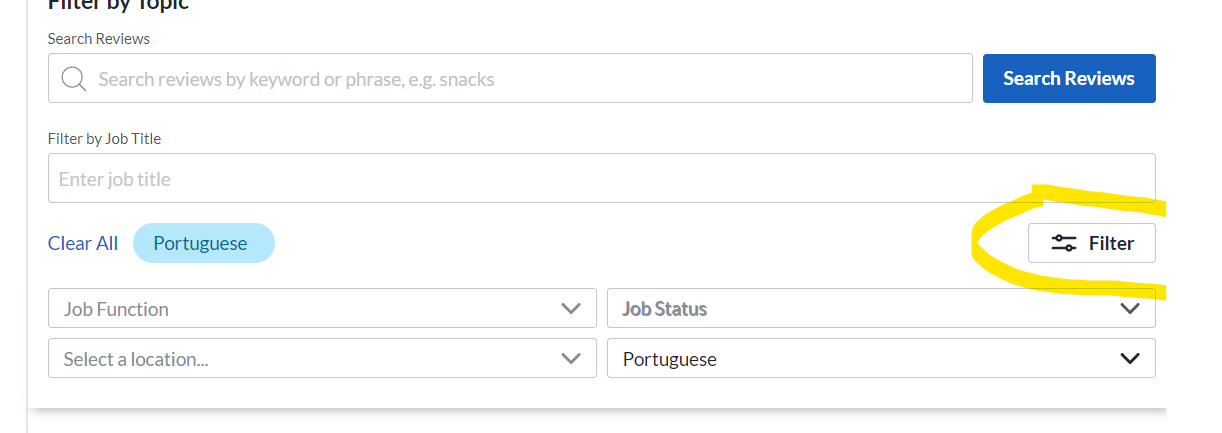 Filter by Topic
Search Reviews
Search reviews by keyword or phrase, e.g. snacks
Search Reviews
Filter by Job Title
Enter job title
Clear All
Portuguese
Filter
Job Function
Job Status
Select a location...
Portuguese